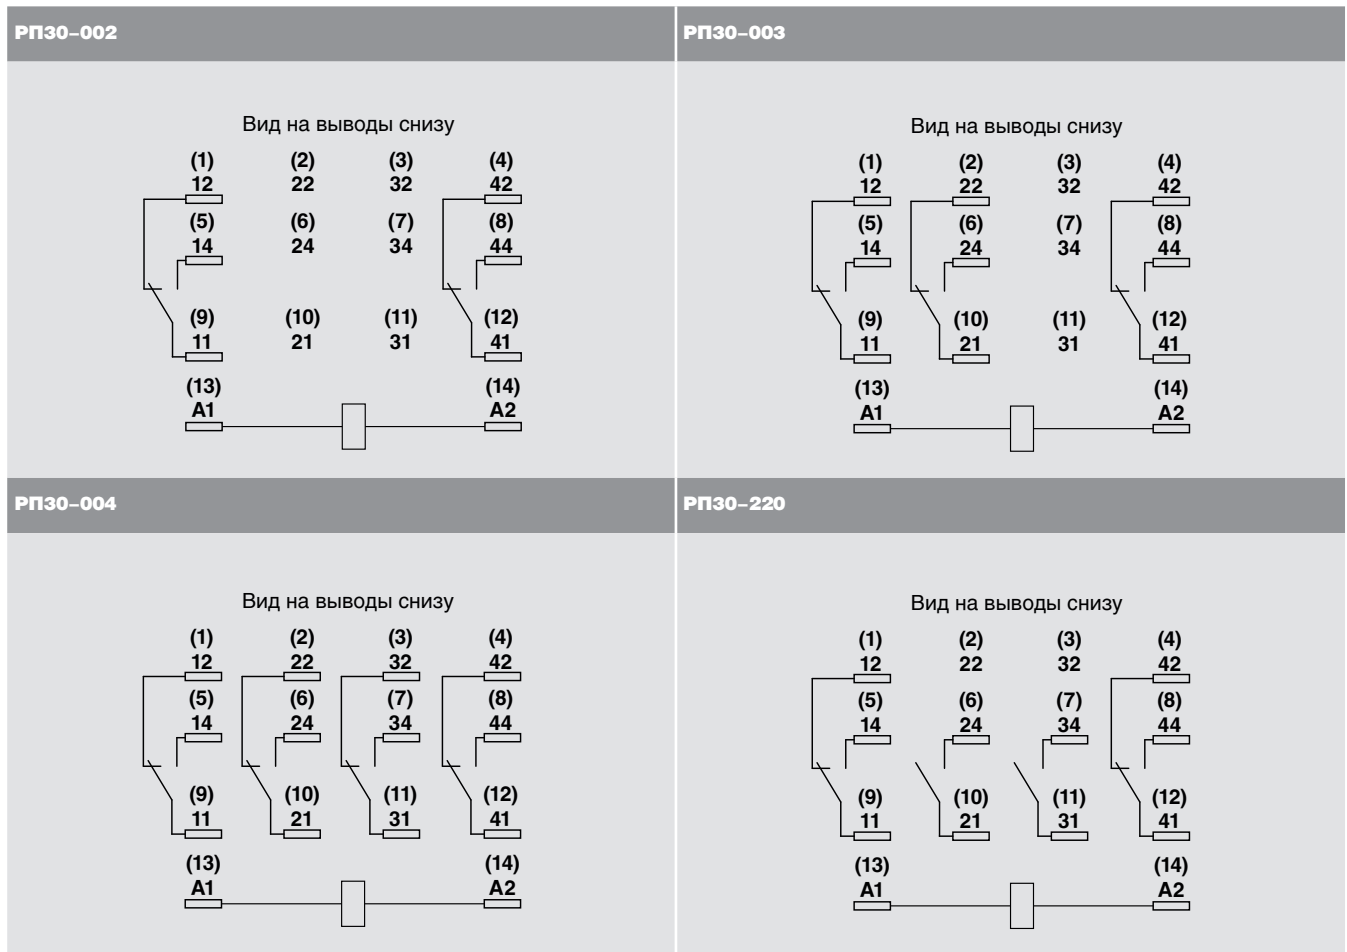 РП30–002
Вид на выводы снизу
(1) (2) (3) (4)
12 22 32 42
(5) (6) (7) (8)
14 24 34 44
(9) (10) (11) (12)
11 21 31 41
(13) (14)
A1 A2
РП30–003
Вид на выводы снизу
(1) (2) (3) (4)
12 22 32 42
(5) (6) (7) (8)
14 24 34 44
(9) (10) (11) (12)
11 21 31 41
(13) (14)
A1 A2
РП30–004
Вид на выводы снизу
(1) (2) (3) (4)
12 22 32 42
(5) (6) (7) (8)
14 24 34 44
(9) (10) (11) (12)
11 21 31 41
(13) (14)
A1 A2
РП30–220
Вид на выводы снизу
(1) (2) (3) (4)
12 22 32 42
(5) (6) (7) (8)
14 24 34 44
(9) (10) (11) (12)
11 21 31 41
(13) (14)
A1 A2